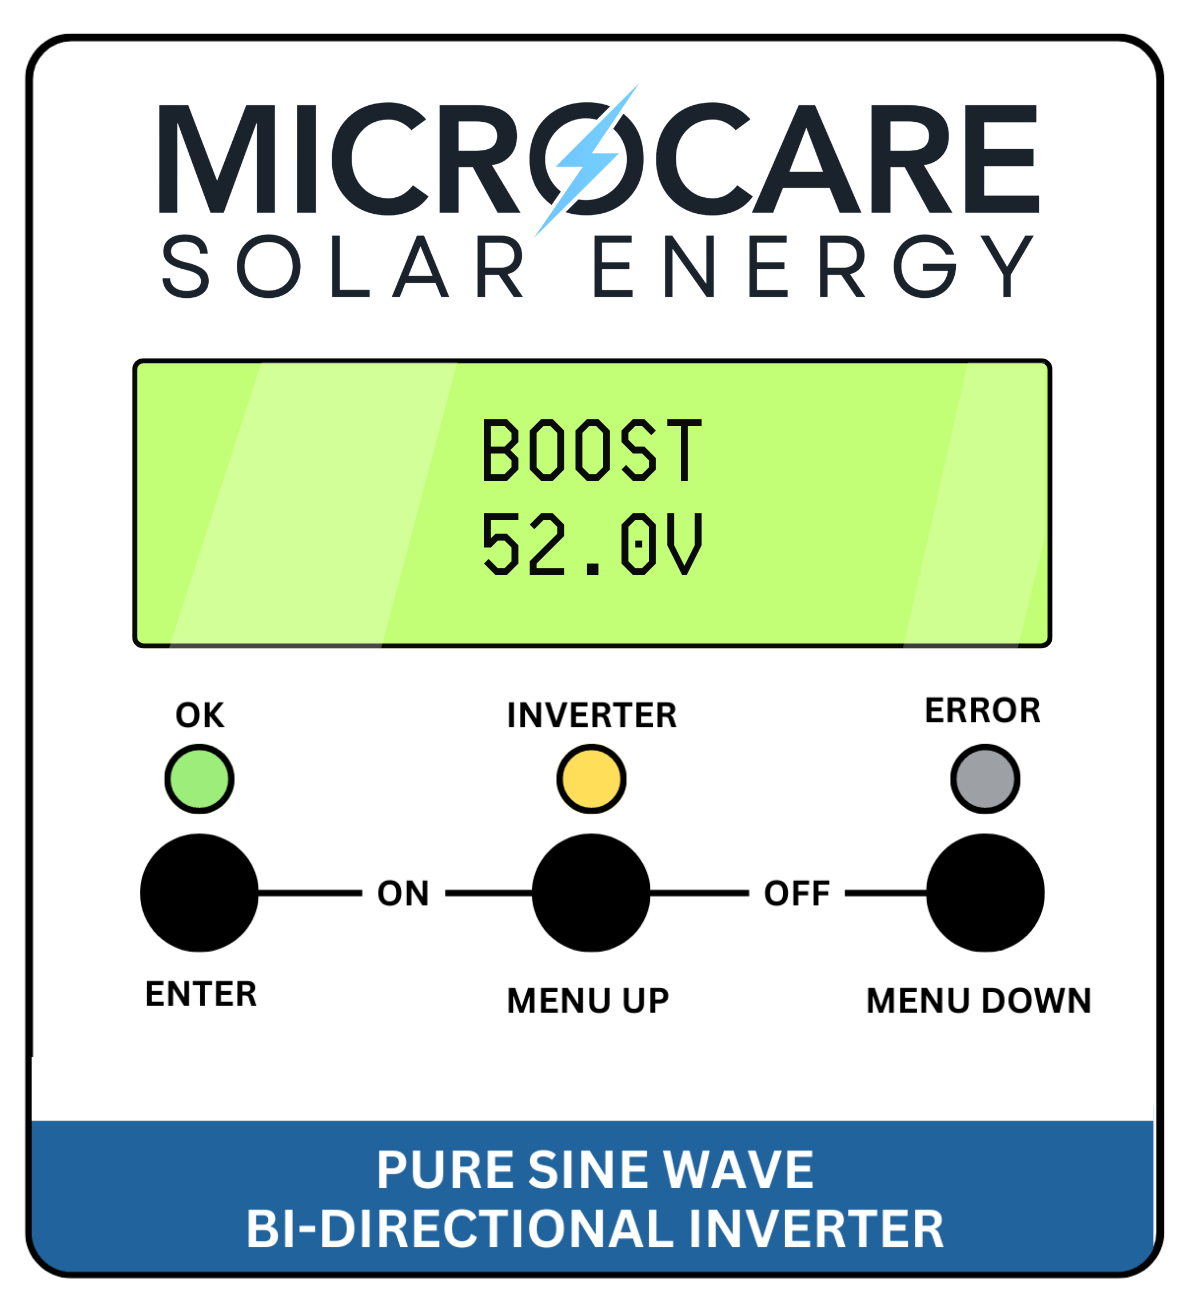 MICROCARE
SOLAR ENERGY
BOOST
52.0V
OK INVERTER ERROR
ON OFF
ENTER MENU UP MENU DOWN
PURE SINE WAVE
BI-DIRECTIONAL INVERTER